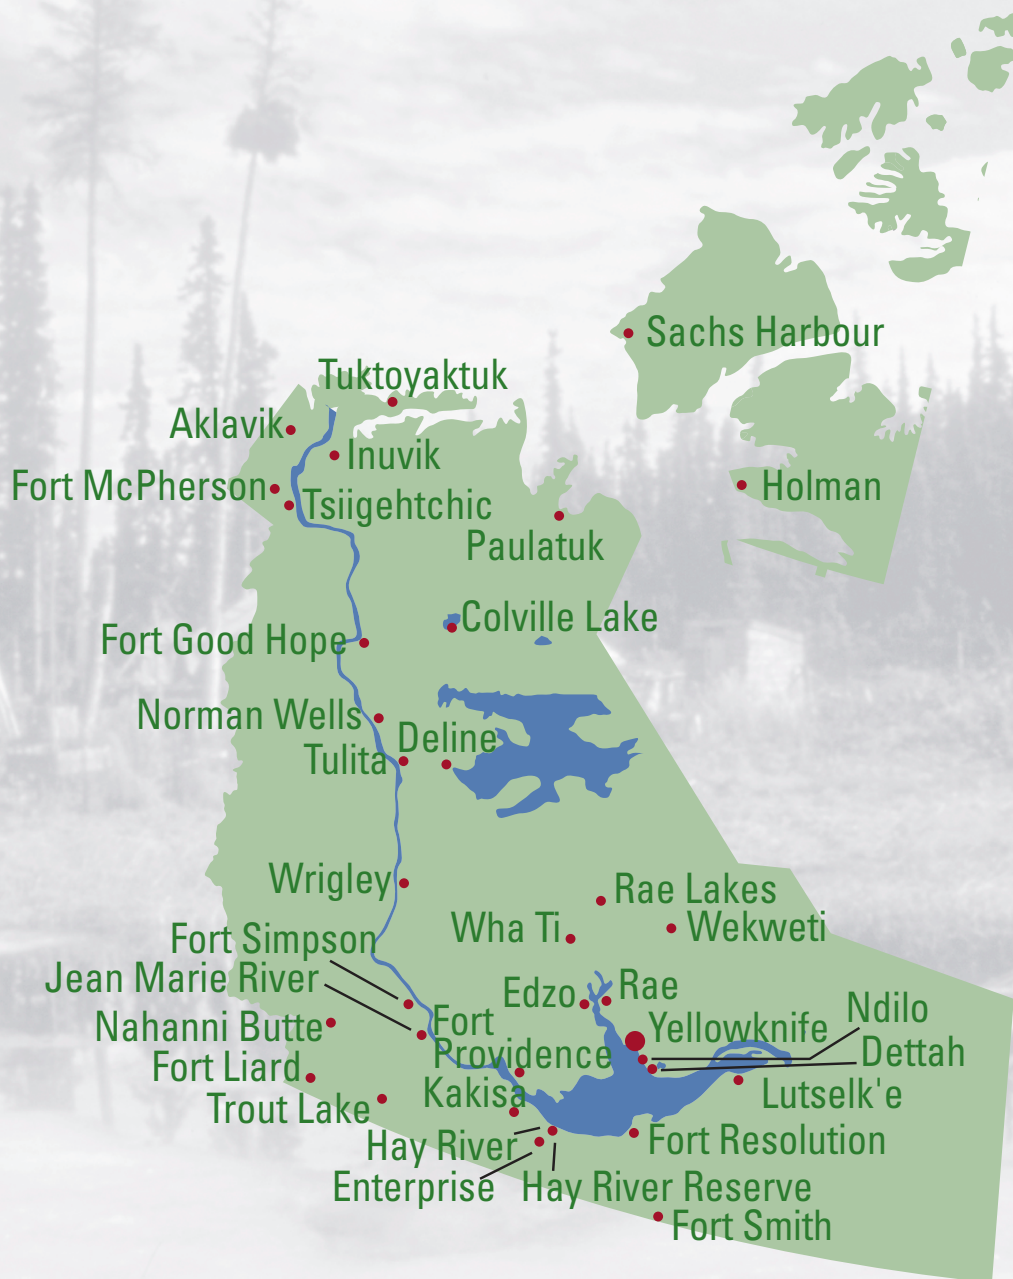 Sachs Harbour
Tuktoyaktuk
Aklavik
Inuvik
Fort McPherson
Holman
Tsiigehtchic
Paulatuk
Colville Lake
Fort Good Hope
Norman Wells
Deline
Tulita
Wrigley
Rae Lakes
Wha Ti
Wekweti
Fort Simpson
Jean Marie River
Edzo
Rae
Ndilo
Nahanni Butte
Fort
Providence
Yellowknife
Dettah
Fort Liard
Kakisa
Lutselk'e
Trout Lake
Hay River
Fort Resolution
Enterprise
Hay River Reserve
Fort Smith